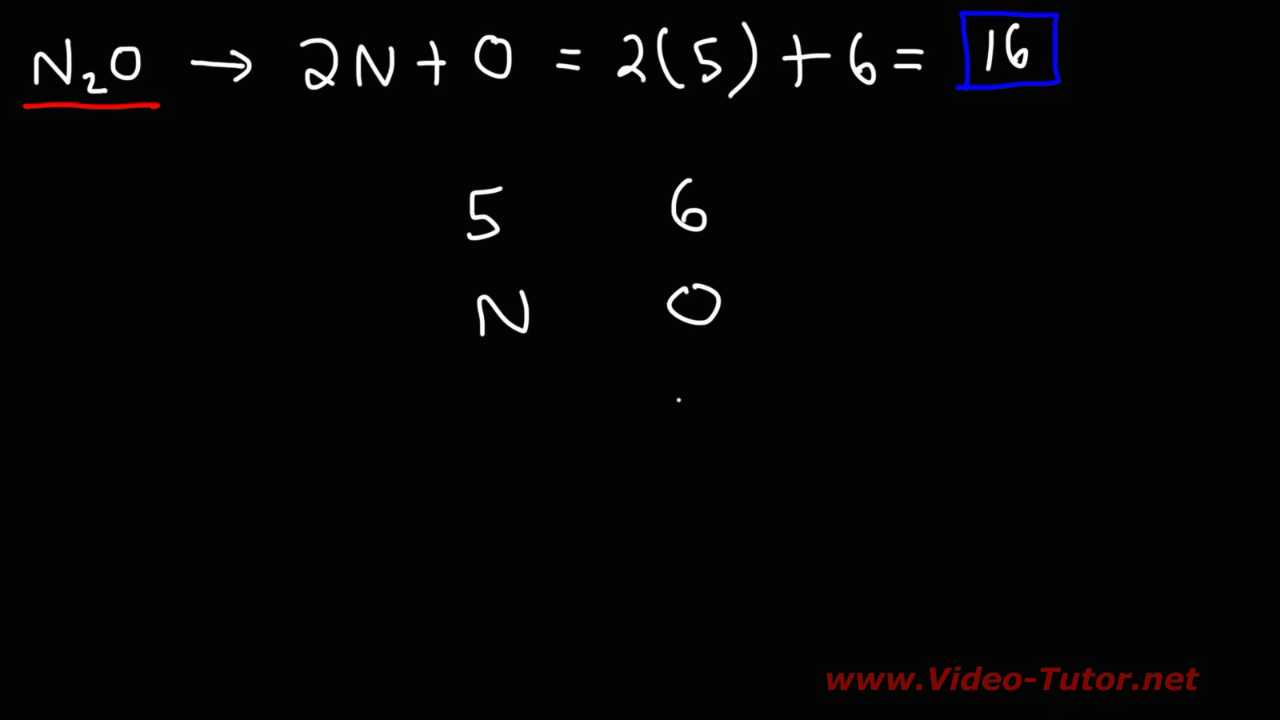 N₂O → 2N + O = 2(5) + 6 = 16
5 6
N O
www.Video-Tutor.net